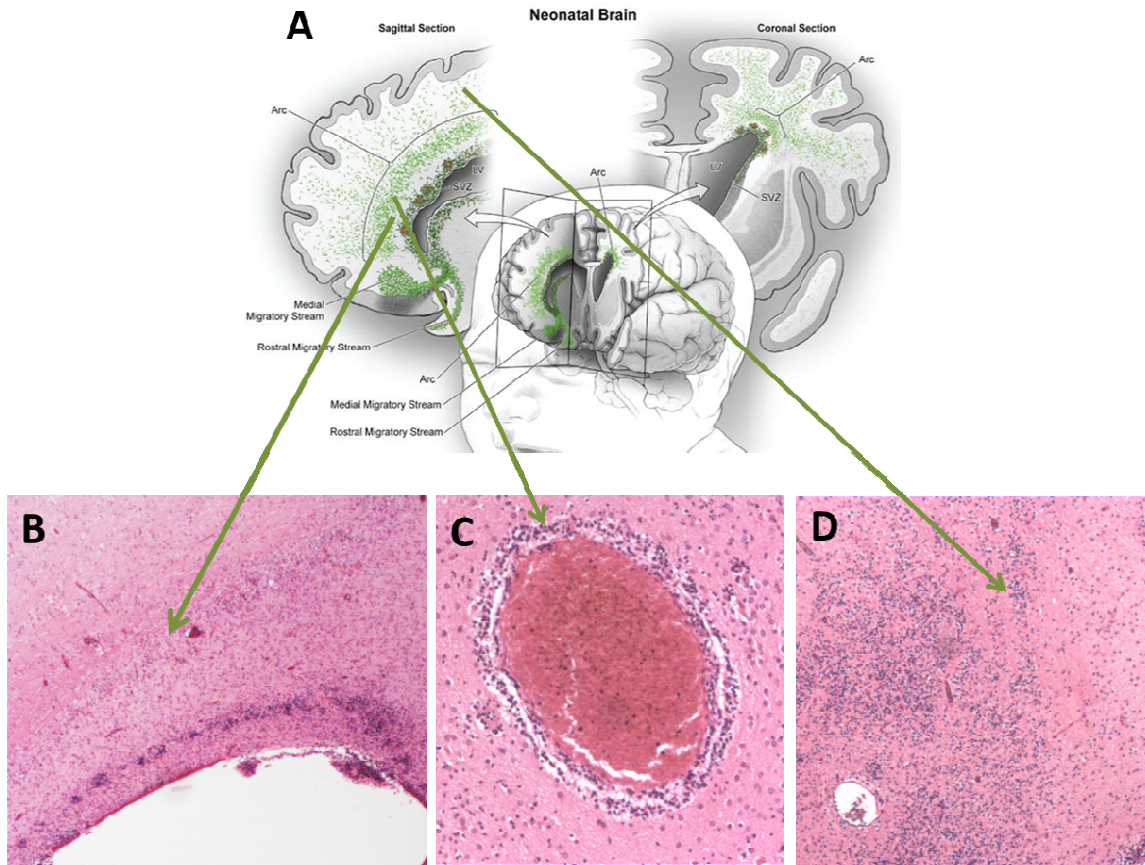 A
Neonatal Brain
Sagittal Section
Coronal Section
Arc
Arc
LV
SVZ
Arc
LV
SVZ
Medial
Migratory Stream
Rostral Migratory Stream
Arc
Medial Migratory Stream
Rostral Migratory Stream
B
C
D